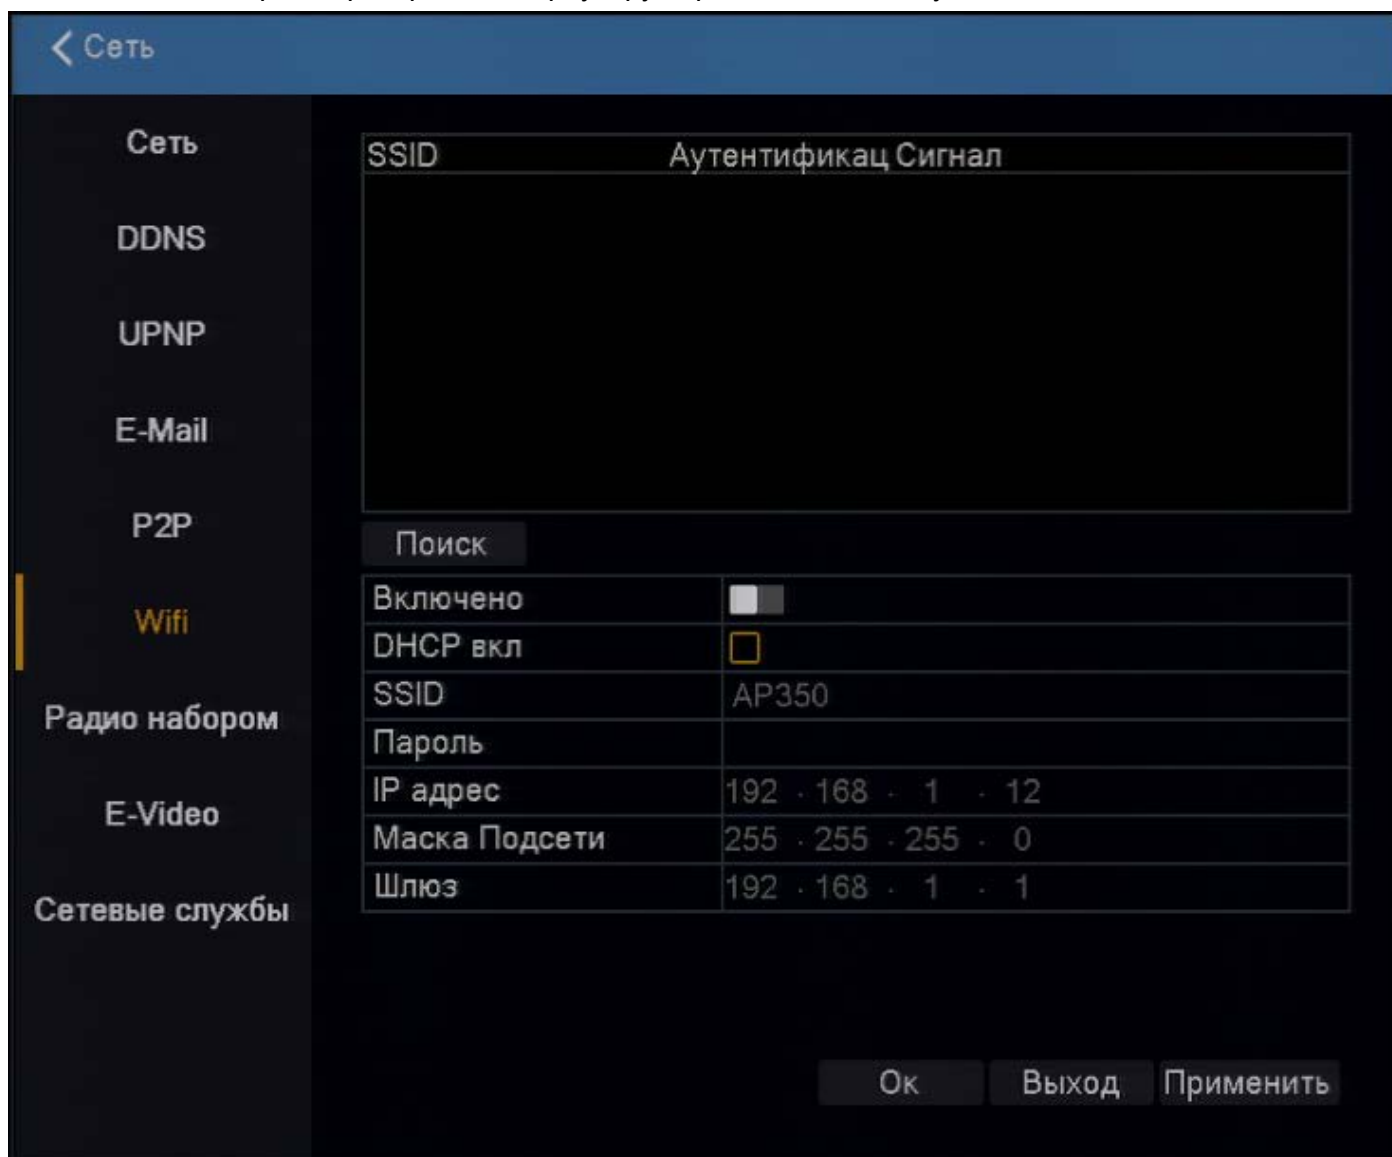 Сеть
Сеть
DDNS
UPNP
E-Mail
P2P
Wifi
Радио набором
E-Video
Сетевые службы
SSID Аутентификац Сигнал
Поиск
Включено
DHCP вкл
SSID AP350
Пароль
IP адрес 192 . 168 . 1 . 12
Маска Подсети 255 . 255 . 255 . 0
Шлюз 192 . 168 . 1 . 1
Ок Выход Применить